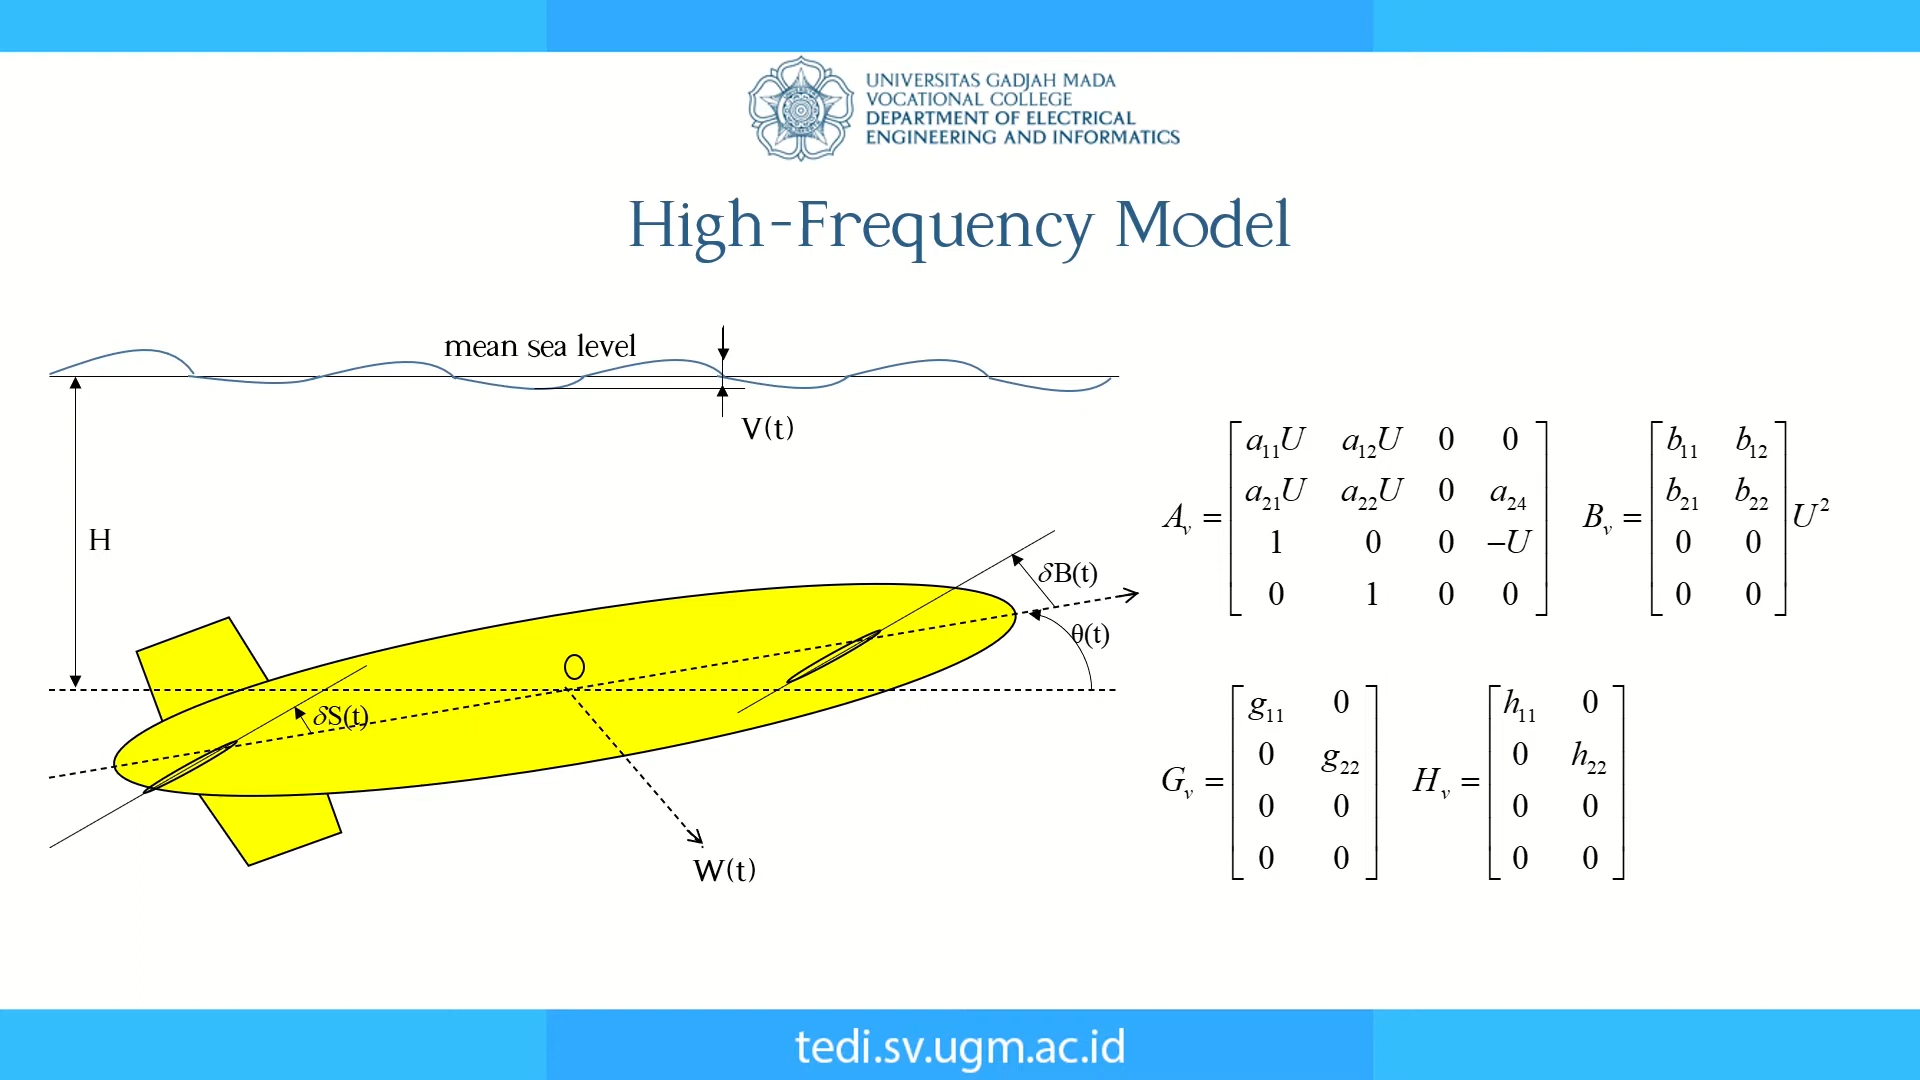 UNIVERSITAS GADJAH MADA
VOCATIONAL COLLEGE
DEPARTMENT OF ELECTRICAL
ENGINEERING AND INFORMATICS
High-Frequency Model
mean sea level
V(t)
H
δB(t)
θ(t)
O
δS(t)
W(t)
A_v = [ a_11U a_12U 0 0
a_21U a_22U 0 a_24
1 0 0 −U
0 1 0 0 ]
B_v = [ b_11 b_12
b_21 b_22
0 0
0 0 ] U²
G_v = [ g_11 0
0 g_22
0 0
0 0 ]
H_v = [ h_11 0
0 h_22
0 0
0 0 ]
tedi.sv.ugm.ac.id